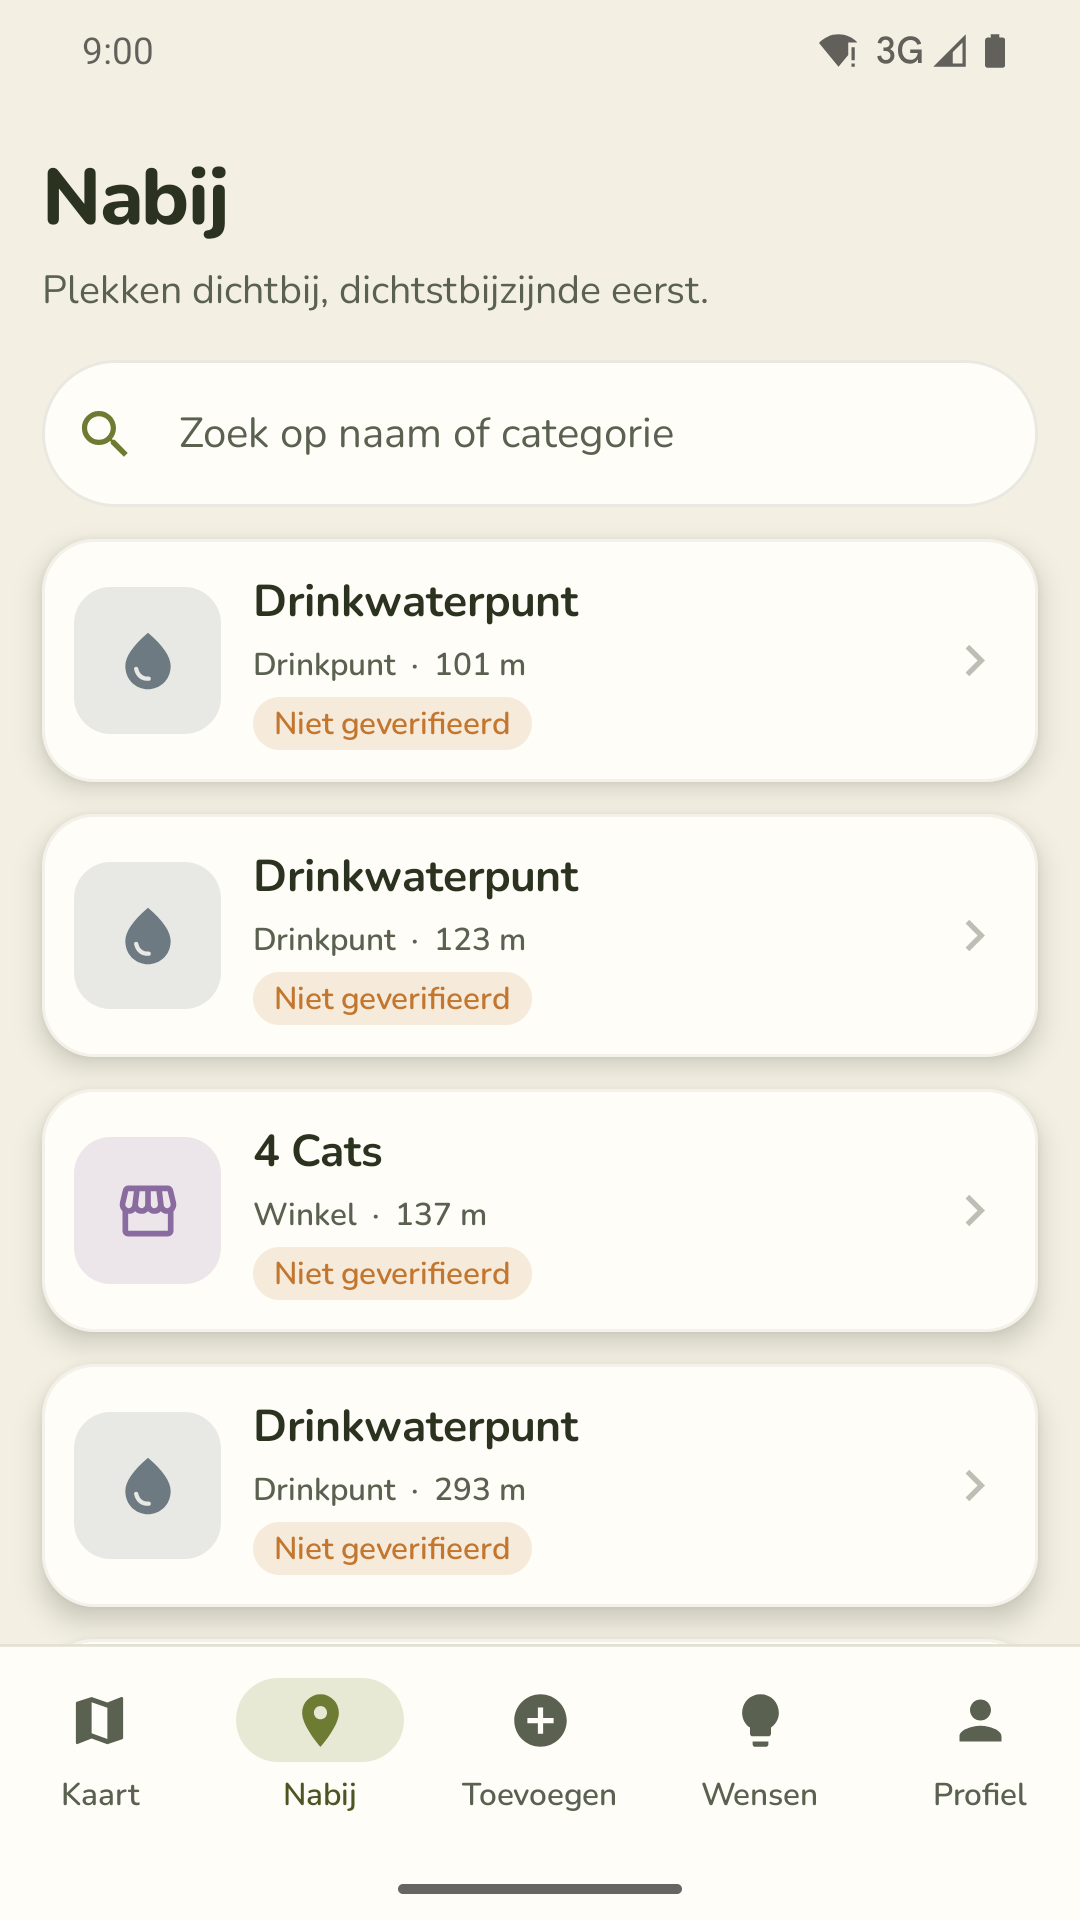 9:00
3G
Nabij
Plekken dichtbij, dichtstbijzijnde eerst.
Zoek op naam of categorie
Drinkwaterpunt
Drinkpunt · 101 m
Niet geverifieerd
Drinkwaterpunt
Drinkpunt · 123 m
Niet geverifieerd
4 Cats
Winkel · 137 m
Niet geverifieerd
Drinkwaterpunt
Drinkpunt · 293 m
Niet geverifieerd
Kaart
Nabij
Toevoegen
Wensen
Profiel